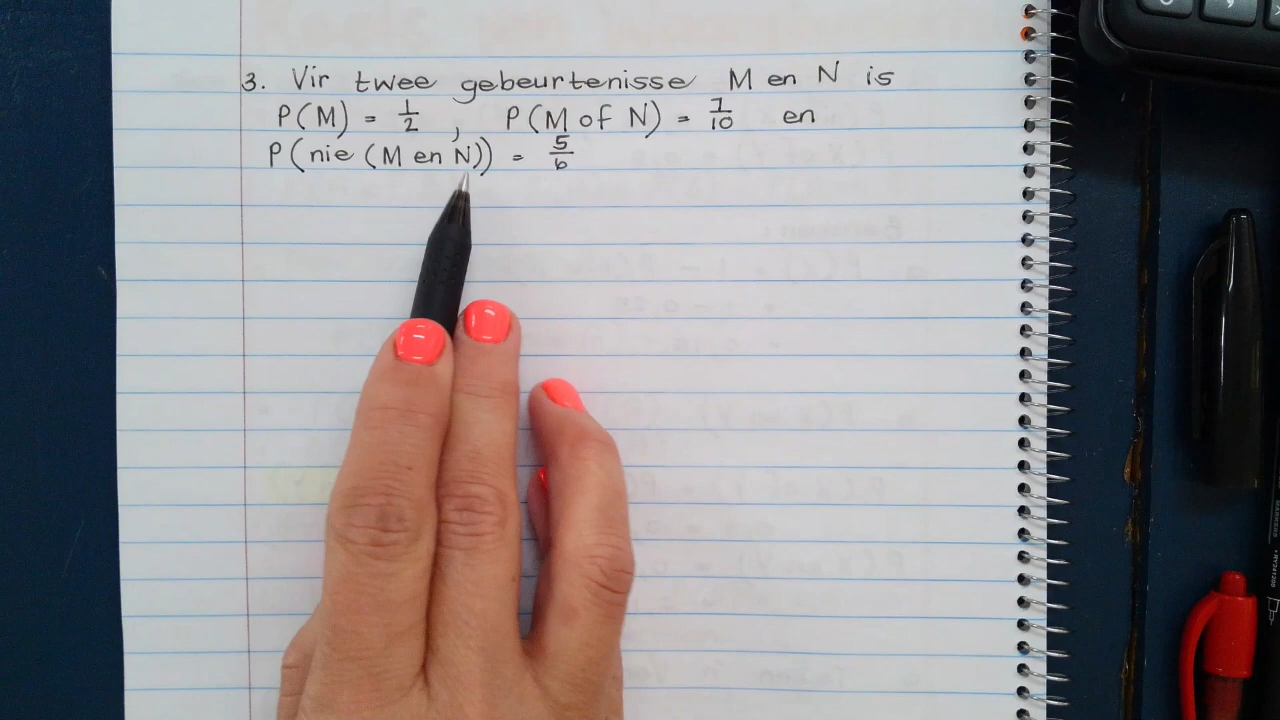 3. Vir twee gebeurtenisse M en N is
P(M) = 1/2 , P(M of N) = 7/10 en
P(nie (M en N)) = 5/6